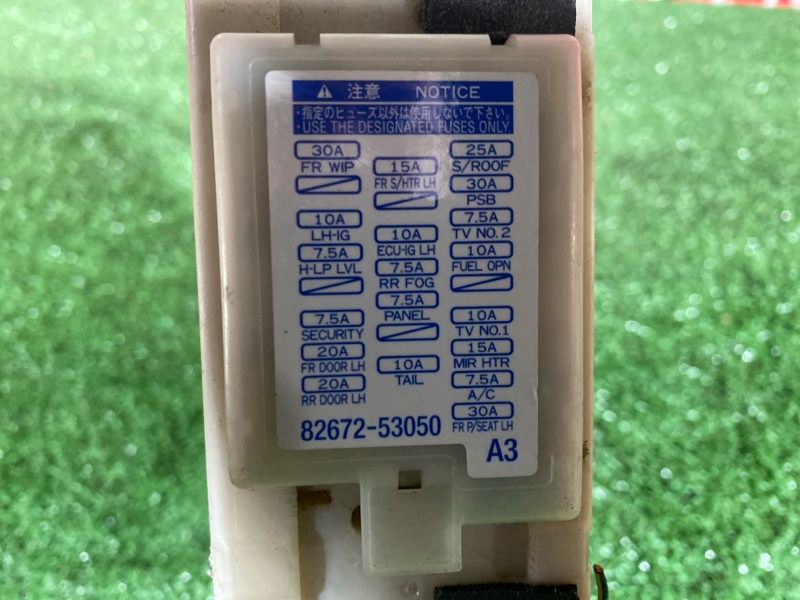 注意 NOTICE
・指定のヒューズ以外は使用しないで下さい。
・USE THE DESIGNATED FUSES ONLY.
30A
FR WIP
10A
LH-IG
7.5A
H-LP LVL
7.5A
SECURITY
20A
FR DOOR LH
20A
RR DOOR LH
15A
FR S/HTR LH
10A
ECU-IG LH
7.5A
RR FOG
7.5A
PANEL
10A
TAIL
25A
S/ROOF
30A
PSB
7.5A
TV NO.2
10A
FUEL OPN
10A
TV NO.1
15A
MIR HTR
7.5A
A/C
30A
FR P/SEAT LH
82672-53050
A3